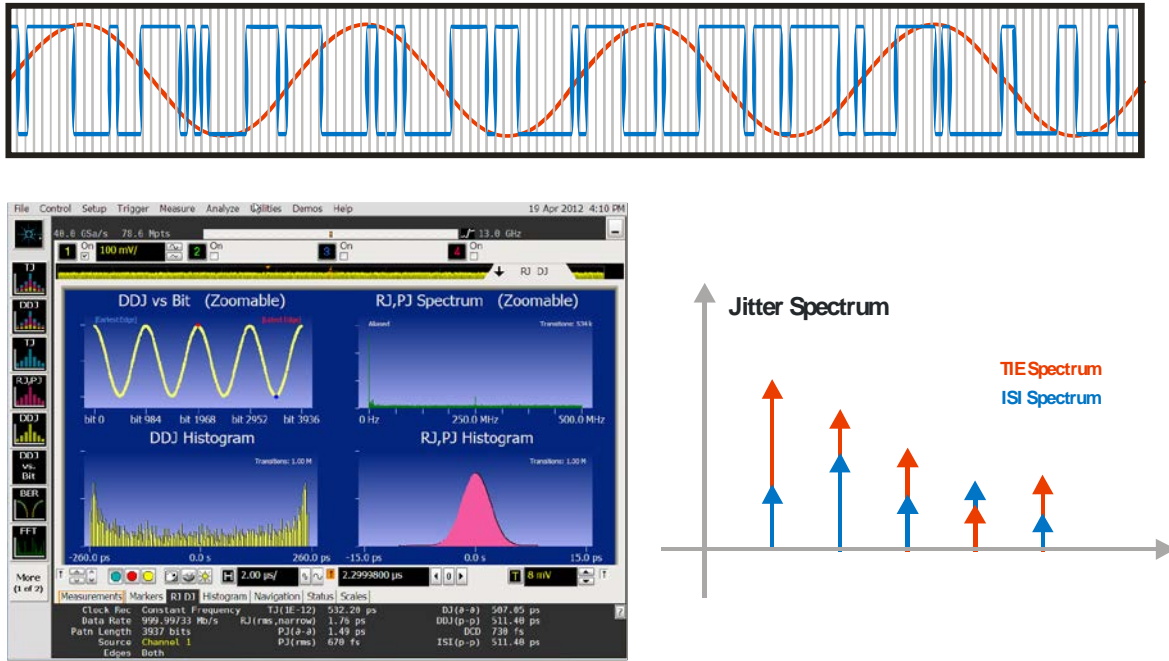 File Control Setup Trigger Measure Analyze Utilities Demos Help 19 Apr 2012 4:10 PM
40.0 GSa/s 78.6 Mpts 13.0 GHz
1 On 100 mV/ 2 On 3 On 4 On
RJ DJ
TJ
DDJ
TJ
RJ,PJ
DDJ
DDJ
vs.
Bit
BER
FFT
More
(1 of 2)
DDJ vs Bit (Zoomable)
[Earliest Edge] [Latest Edge]
bit 0 bit 984 bit 1968 bit 2952 bit 3936
RJ,PJ Spectrum (Zoomable)
Aliased Transitions: 534 k
0 Hz 250.0 MHz 500.0 MHz
DDJ Histogram
Transitions: 1.00 M
-260.0 ps 0.0 s 260.0 ps
RJ,PJ Histogram
Transitions: 1.00 M
-15.0 ps 0.0 s 15.0 ps
T H 2.00 µs/ 2.2999800 µs 0 T 8 mV T
Measurements Markers RJ DJ Histogram Navigation Status Scales
Clock Rec Constant Frequency TJ(1E-12) 532.20 ps DJ(∂-∂) 507.05 ps
Data Rate 999.99733 Mb/s RJ(rms,narrow) 1.76 ps DDJ(p-p) 511.40 ps
Patn Length 3937 bits PJ(∂-∂) 1.49 ps DCD 730 fs
Source Channel 1 PJ(rms) 670 fs ISI(p-p) 511.40 ps
Edges Both
?
Jitter Spectrum
TIE Spectrum
ISI Spectrum